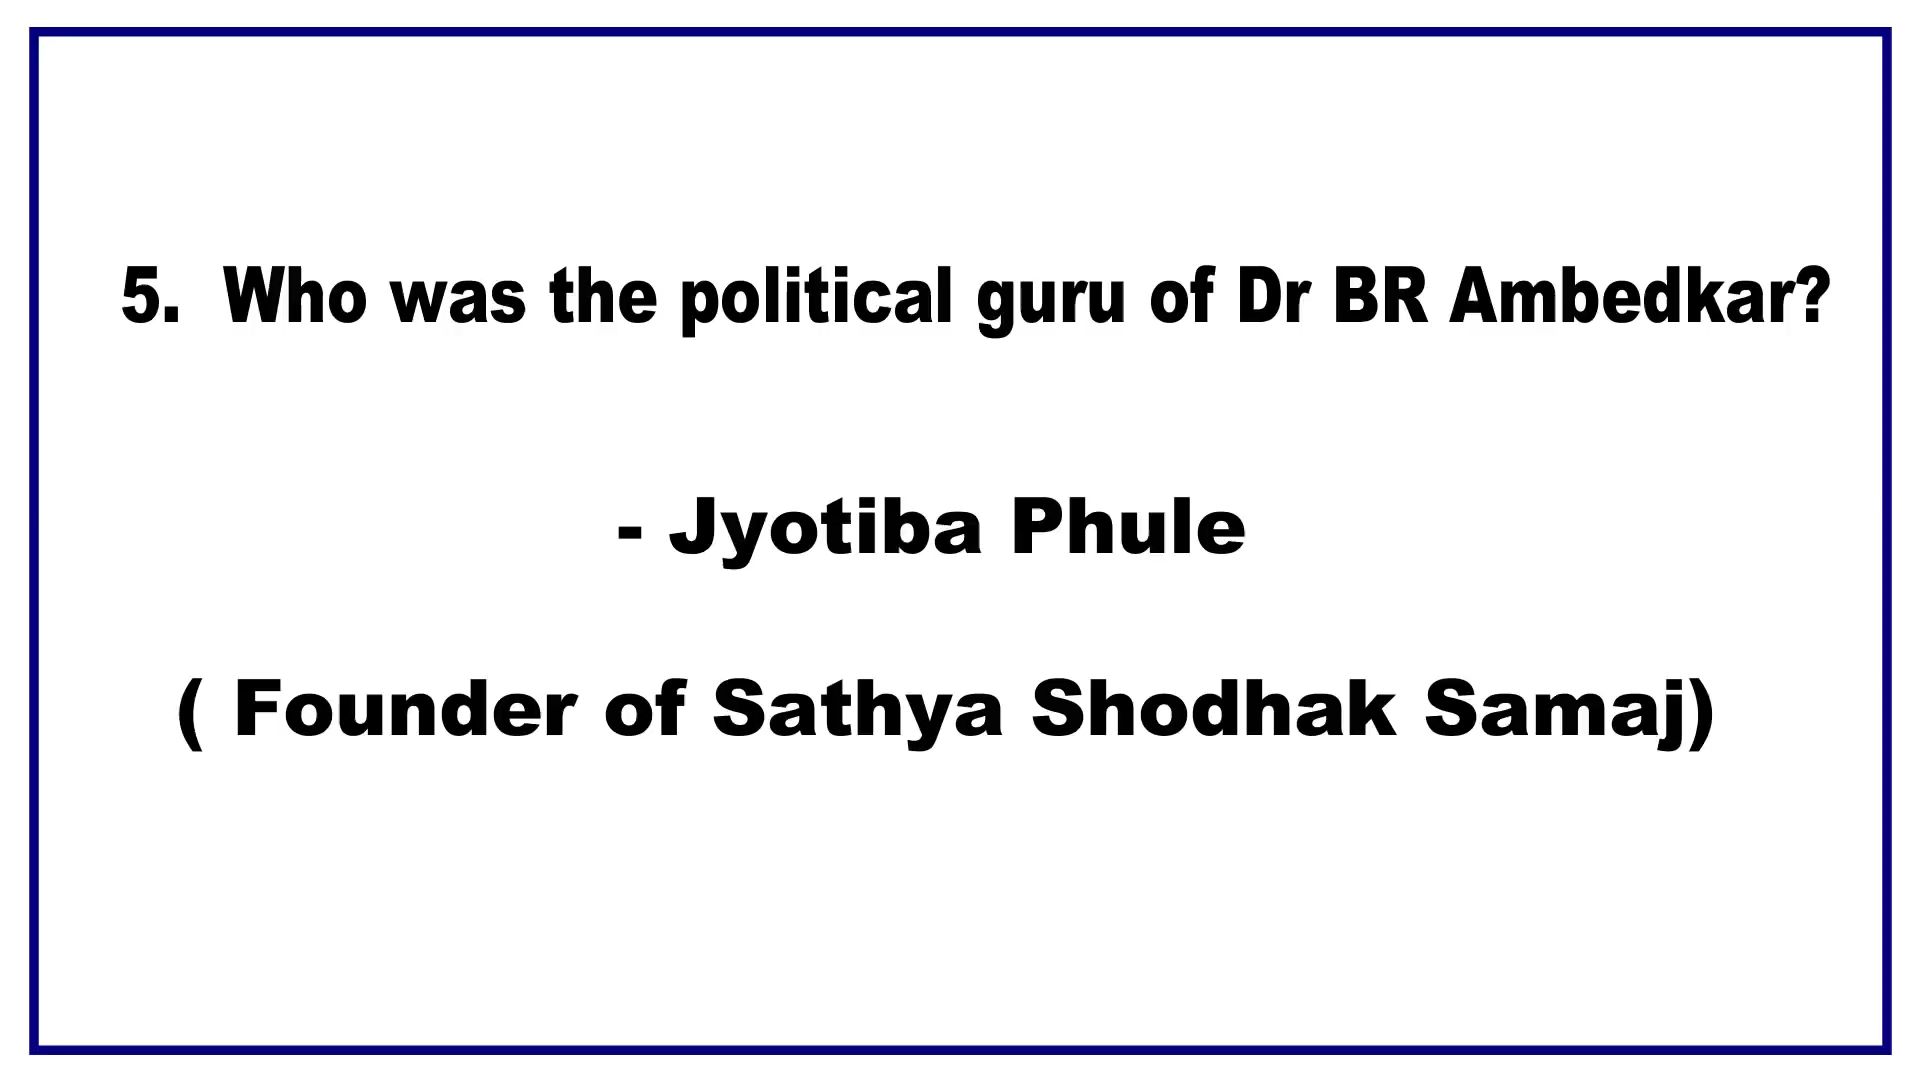 5. Who was the political guru of Dr BR Ambedkar?
- Jyotiba Phule
( Founder of Sathya Shodhak Samaj)